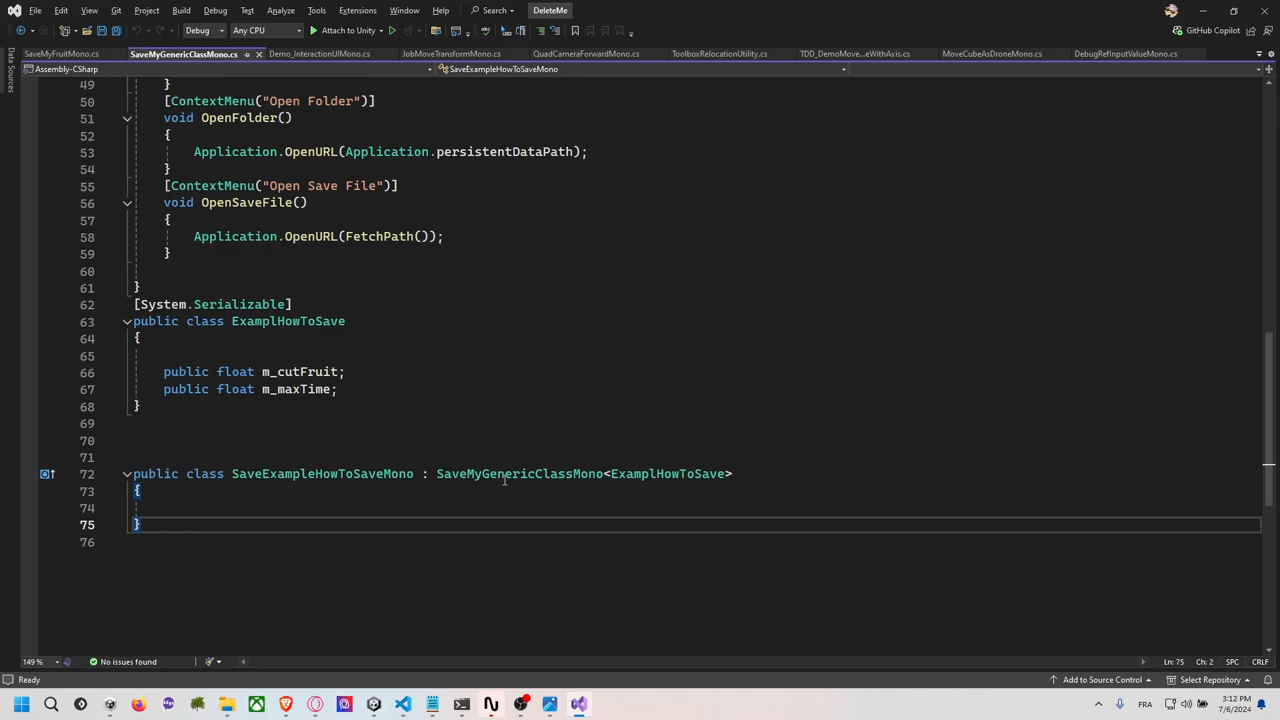 File Edit View Git Project Build Debug Test Analyze Tools Extensions Window Help Search DeleteMe
Debug Any CPU Attach to Unity GitHub Copilot
SaveMyFruitMono.cs SaveMyGenericClassMono.cs Demo_InteractionUIMono.cs JobMoveTransformMono.cs QuadCameraForwardMono.cs ToolboxRelocationUtility.cs TDD_DemoMove...eWithAxis.cs MoveCubeAsDroneMono.cs DebugRefInputValueMono.cs
Data Sources
Assembly-CSharp SaveExampleHowToSaveMono
49 }
50 [ContextMenu("Open Folder")]
51 void OpenFolder()
52 {
53 Application.OpenURL(Application.persistentDataPath);
54 }
55 [ContextMenu("Open Save File")]
56 void OpenSaveFile()
57 {
58 Application.OpenURL(FetchPath());
59 }
60
61 }
62 [System.Serializable]
63 public class ExamplHowToSave
64 {
65
66 public float m_cutFruit;
67 public float m_maxTime;
68 }
69
70
71
72 public class SaveExampleHowToSaveMono : SaveMyGenericClassMono<ExamplHowToSave>
73 {
74
75 }
76
149 % No issues found Ln: 75 Ch: 2 SPC CRLF
Ready Add to Source Control Select Repository
FRA 3:12 PM
7/6/2024